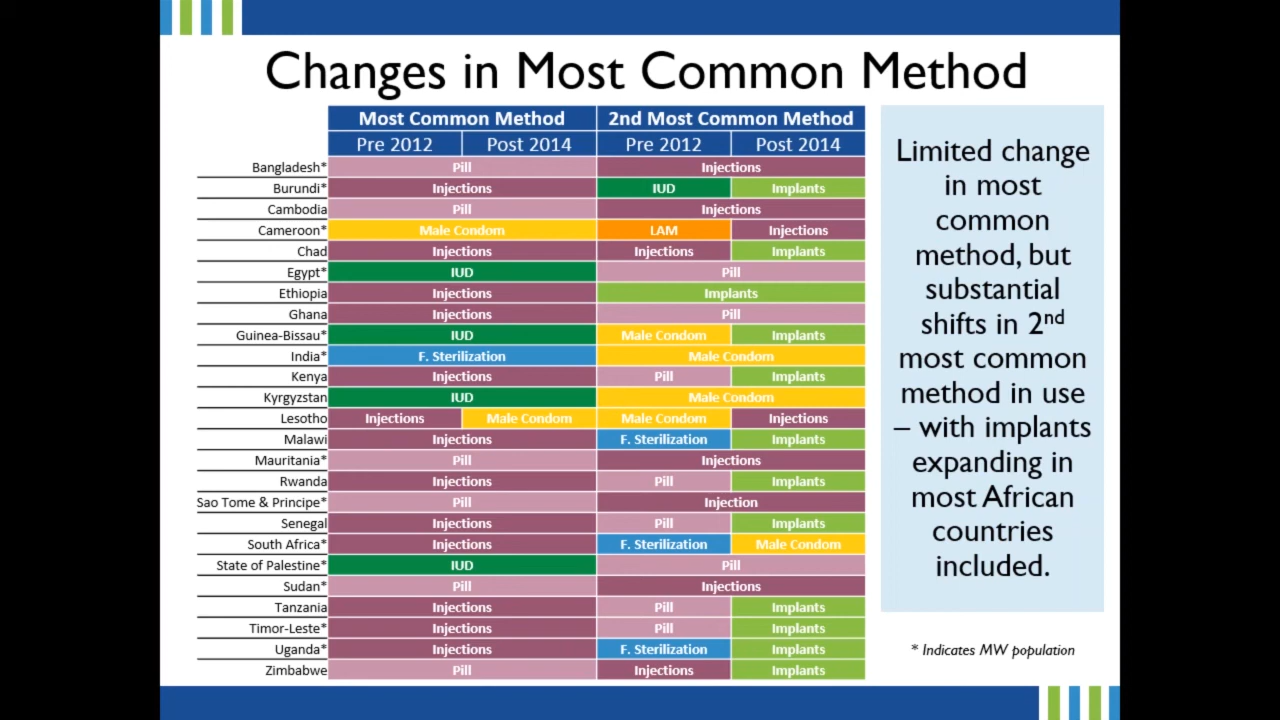 Changes in Most Common Method
Most Common Method 2nd Most Common Method
Pre 2012 Post 2014 Pre 2012 Post 2014
Bangladesh* Pill Injections
Burundi* Injections IUD Implants
Cambodia Pill Injections
Cameroon* Male Condom LAM Injections
Chad Injections Injections Implants
Egypt* IUD Pill
Ethiopia Injections Implants
Ghana Injections Pill
Guinea-Bissau* IUD Male Condom Implants
India* F. Sterilization Male Condom
Kenya Injections Pill Implants
Kyrgyzstan IUD Male Condom
Lesotho Injections Male Condom Male Condom Injections
Malawi Injections F. Sterilization Implants
Mauritania* Pill Injections
Rwanda Injections Pill Implants
Sao Tome & Principe* Pill Injection
Senegal Injections Pill Implants
South Africa* Injections F. Sterilization Male Condom
State of Palestine* IUD Pill
Sudan* Pill Injections
Tanzania Injections Pill Implants
Timor-Leste* Injections Pill Implants
Uganda* Injections F. Sterilization Implants
Zimbabwe Pill Injections Implants
Limited change
in most
common
method, but
substantial
shifts in 2nd
most common
method in use
– with implants
expanding in
most African
countries
included.
* Indicates MW population